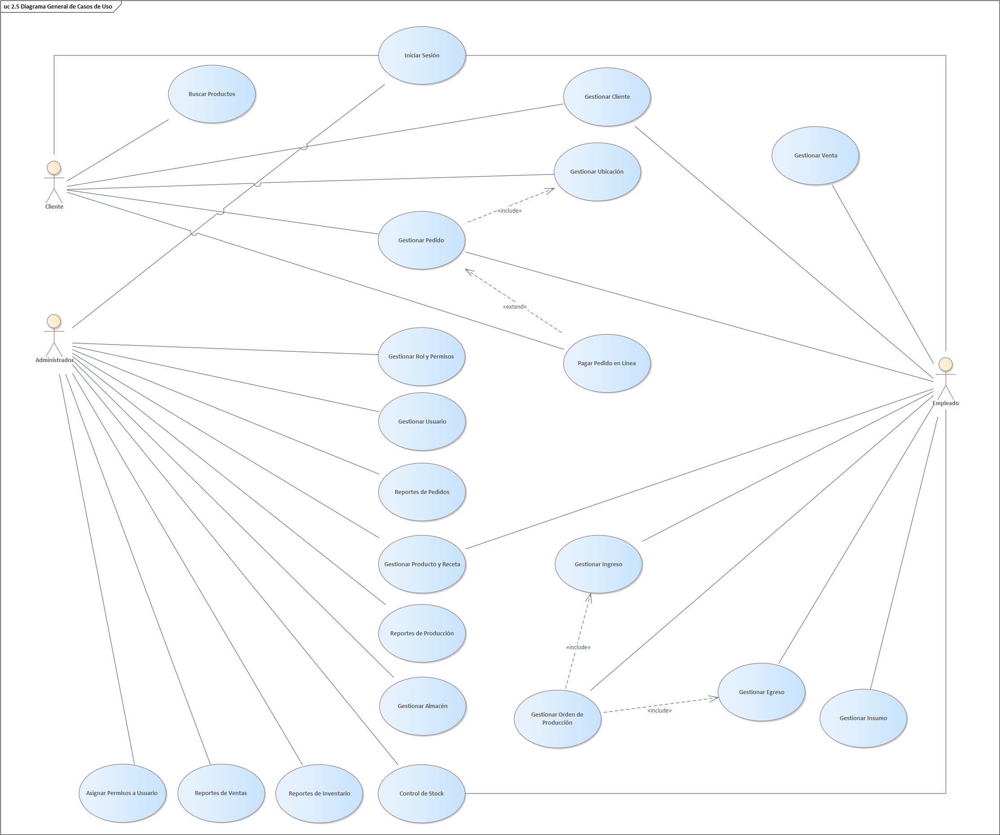 uc 2.5 Diagrama General de Casos de Uso
Iniciar Sesión
Buscar Productos
Gestionar Cliente
Gestionar Venta
Gestionar Ubicación
Cliente
«include»
Gestionar Pedido
«extend»
Administrador
Gestionar Rol y Permisos
Pagar Pedido en Línea
Empleado
Gestionar Usuario
Reportes de Pedidos
Gestionar Producto y Receta
Gestionar Ingreso
Reportes de Producción
«include»
Gestionar Almacén
Gestionar Egreso
«include»
Gestionar Orden de
Producción
Gestionar Insumo
Asignar Permisos a Usuario
Reportes de Ventas
Reportes de Inventario
Control de Stock